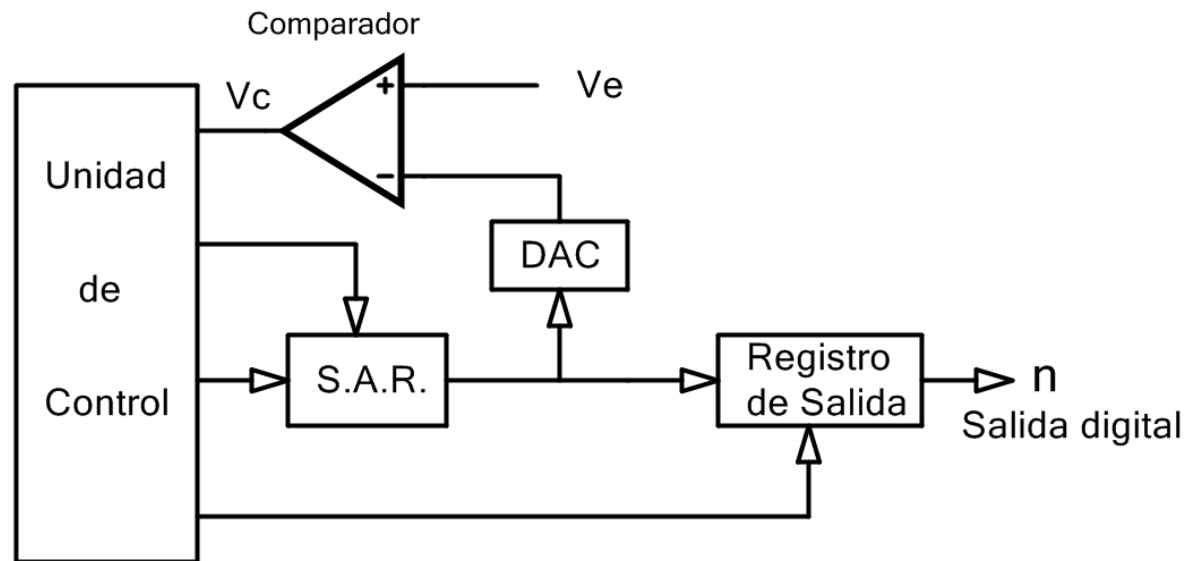 Comparador
Vc
+
Ve
Unidad
de
Control
−
DAC
S.A.R.
Registro
de Salida
n
Salida digital